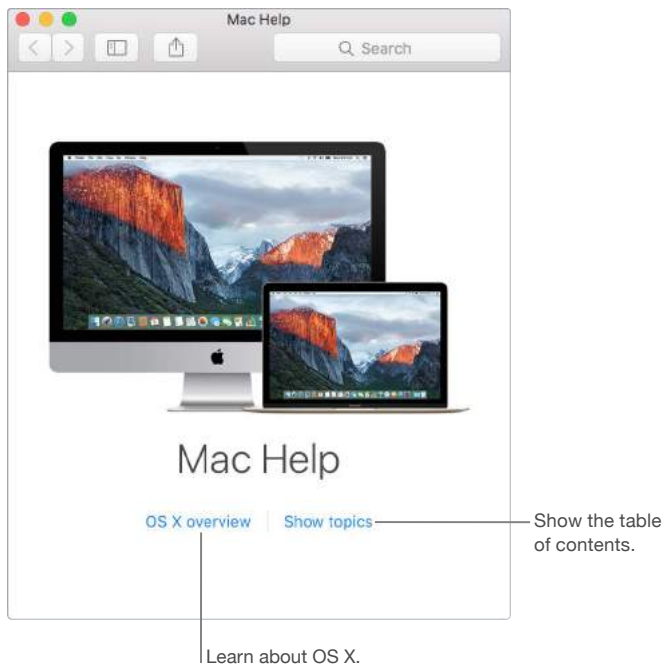 Mac Help
Search
Mac Help
OS X overview
Show topics
Show the table
of contents.
Learn about OS X.